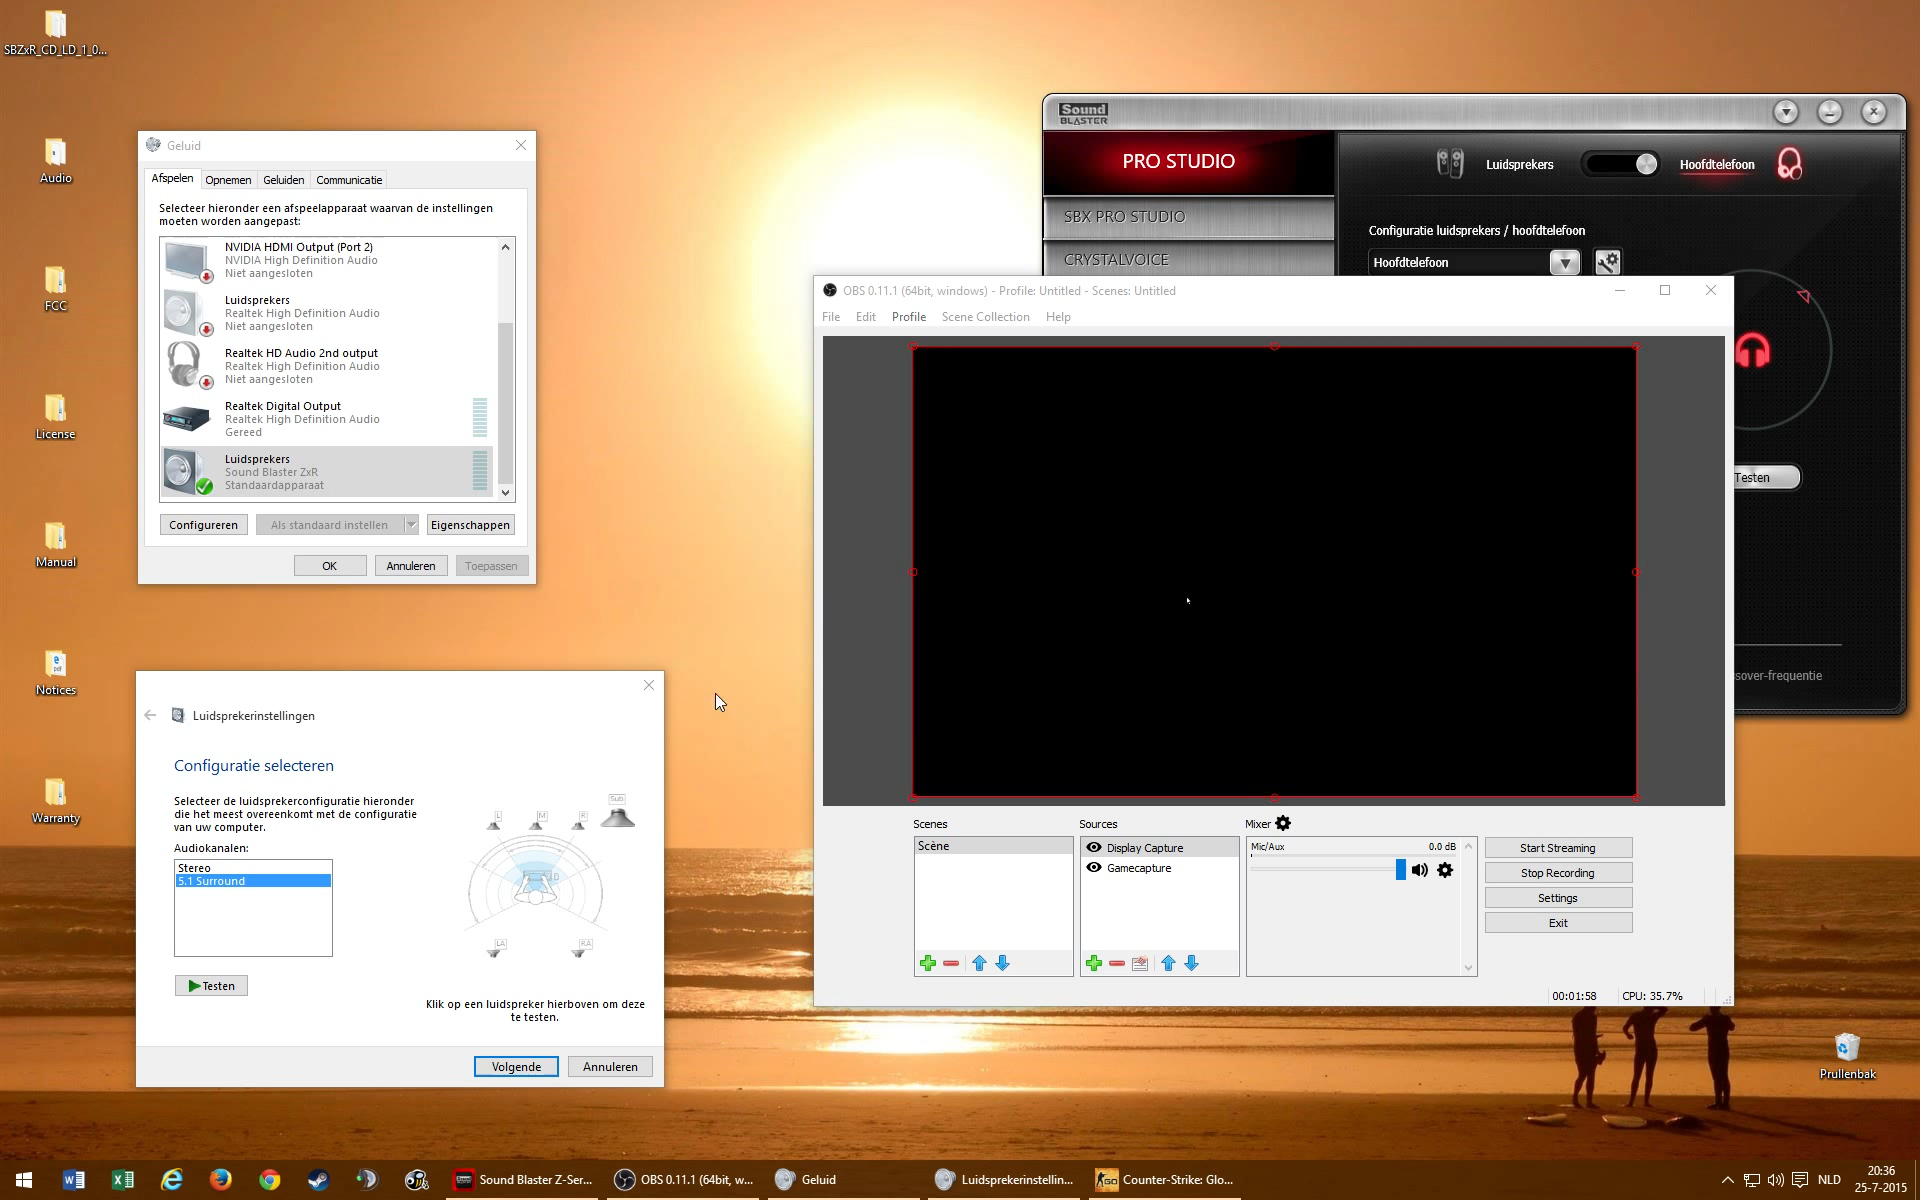 SBZxR_CD_LD_1_0...
Audio
FCC
License
Manual
Notices
Warranty
Prullenbak
Geluid
Afspelen
Opnemen
Geluiden
Communicatie
Selecteer hieronder een afspeelapparaat waarvan de instellingen
moeten worden aangepast:
NVIDIA HDMI Output (Port 2)
NVIDIA High Definition Audio
Niet aangesloten
Luidsprekers
Realtek High Definition Audio
Niet aangesloten
Realtek HD Audio 2nd output
Realtek High Definition Audio
Niet aangesloten
Realtek Digital Output
Realtek High Definition Audio
Gereed
Luidsprekers
Sound Blaster ZxR
Standaardapparaat
Configureren
Als standaard instellen
Eigenschappen
OK
Annuleren
Toepassen
Luidsprekerinstellingen
Configuratie selecteren
Selecteer de luidsprekerconfiguratie hieronder
die het meest overeenkomt met de configuratie
van uw computer.
Audiokanalen:
Stereo
5.1 Surround
Testen
L
M
R
Sub
LA
RA
Klik op een luidspreker hierboven om deze
te testen.
Volgende
Annuleren
Sound
BLASTER
PRO STUDIO
SBX PRO STUDIO
CRYSTALVOICE
Luidsprekers
Hoofdtelefoon
Configuratie luidsprekers / hoofdtelefoon
Hoofdtelefoon
Testen
sover-frequentie
OBS 0.11.1 (64bit, windows) - Profile: Untitled - Scenes: Untitled
File
Edit
Profile
Scene Collection
Help
Scenes
Scène
Sources
Display Capture
Gamecapture
Mixer
Mic/Aux
0.0 dB
Start Streaming
Stop Recording
Settings
Exit
00:01:58
CPU: 35.7%
Sound Blaster Z-Ser...
OBS 0.11.1 (64bit, w...
Geluid
Luidsprekerinstellin...
GO
Counter-Strike: Glo...
NLD
20:36
25-7-2015